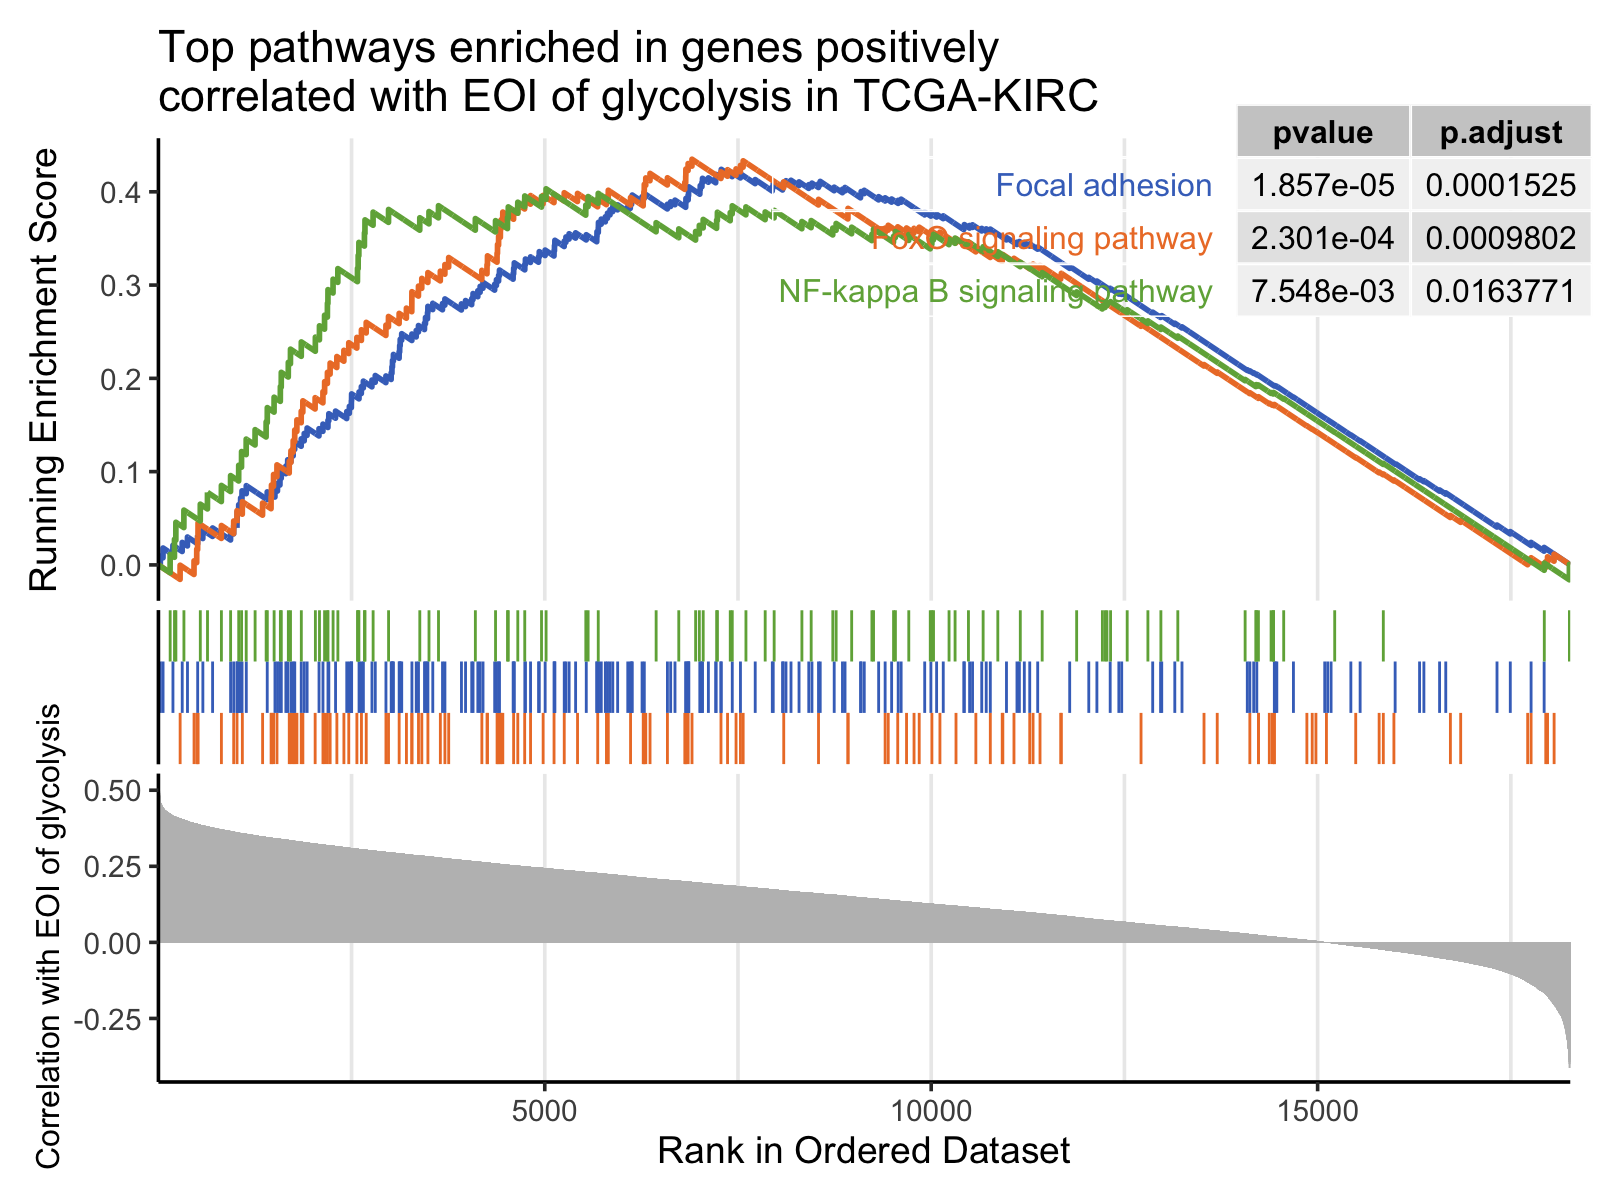 Top pathways enriched in genes positively
correlated with EOI of glycolysis in TCGA-KIRC
pvalue p.adjust
Focal adhesion 1.857e-05 0.0001525
FoxO signaling pathway 2.301e-04 0.0009802
NF-kappa B signaling pathway 7.548e-03 0.0163771
Running Enrichment Score
0.4
0.3
0.2
0.1
0.0
Correlation with EOI of glycolysis
0.50
0.25
0.00
-0.25
5000 10000 15000
Rank in Ordered Dataset